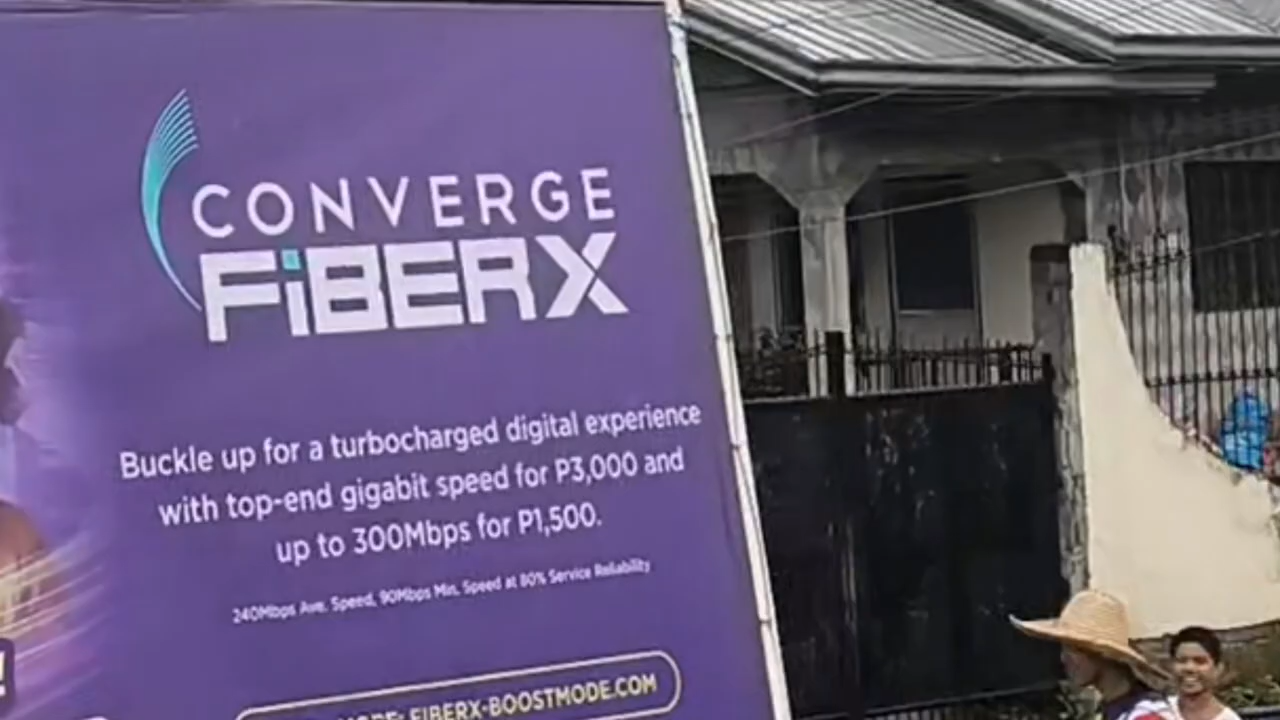 CONVERGE
FiBERX
Buckle up for a turbocharged digital experience
with top-end gigabit speed for P3,000 and
up to 300Mbps for P1,500.
240Mbps Ave. Speed, 90Mbps Min. Speed at 80% Service Reliability
FIBERX-BOOSTMODE.COM
!